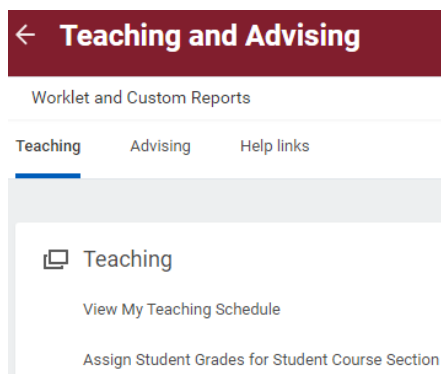 Teaching and Advising
Worklet and Custom Reports
Teaching Advising Help links
Teaching
View My Teaching Schedule
Assign Student Grades for Student Course Section